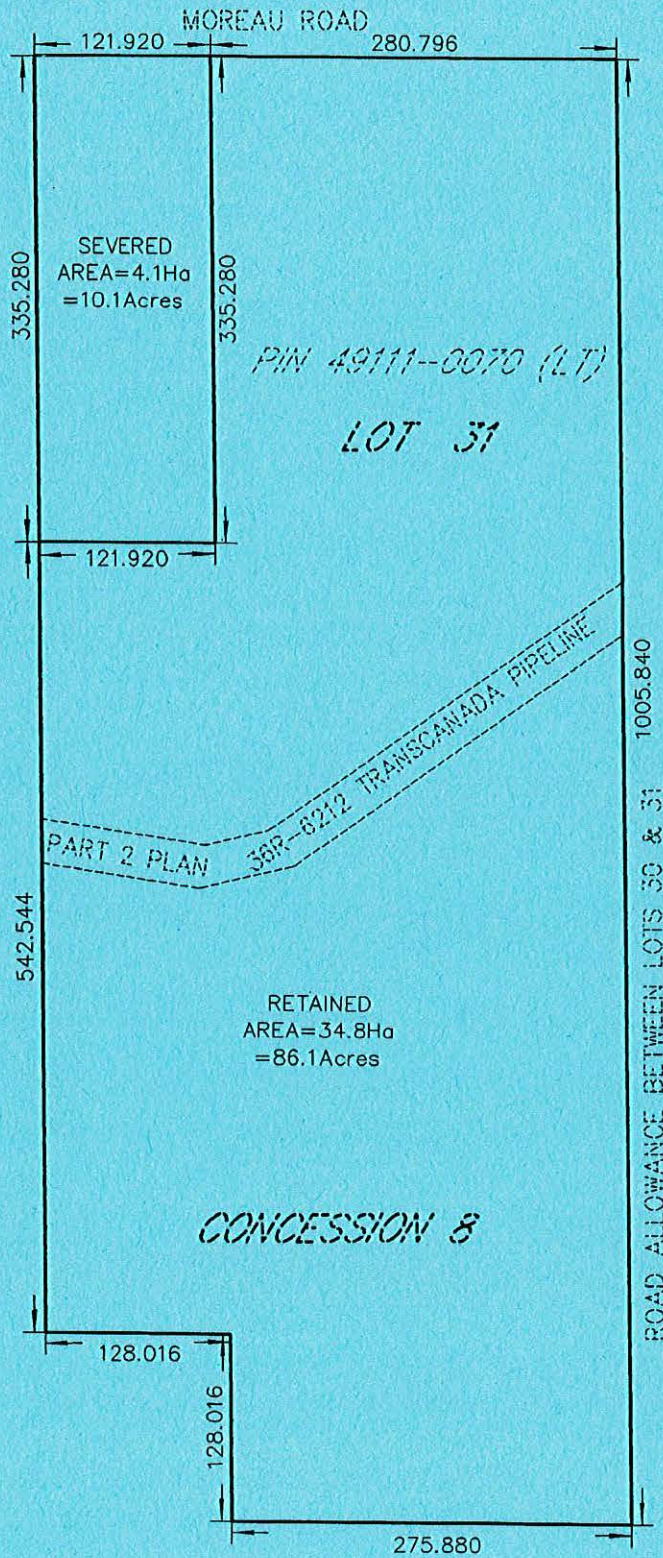 MOREAU ROAD
121.920
280.796
SEVERED
AREA=4.1Ha
=10.1Acres
335.280
335.280
PIN 49111--0070 (LT)
LOT 31
121.920
1005.840
36R-6212 TRANSCANADA PIPELINE
PART 2 PLAN
542.544
ROAD ALLOWANCE BETWEEN LOTS 30 & 31
RETAINED
AREA=34.8Ha
=86.1Acres
CONCESSION 8
128.016
128.016
275.880